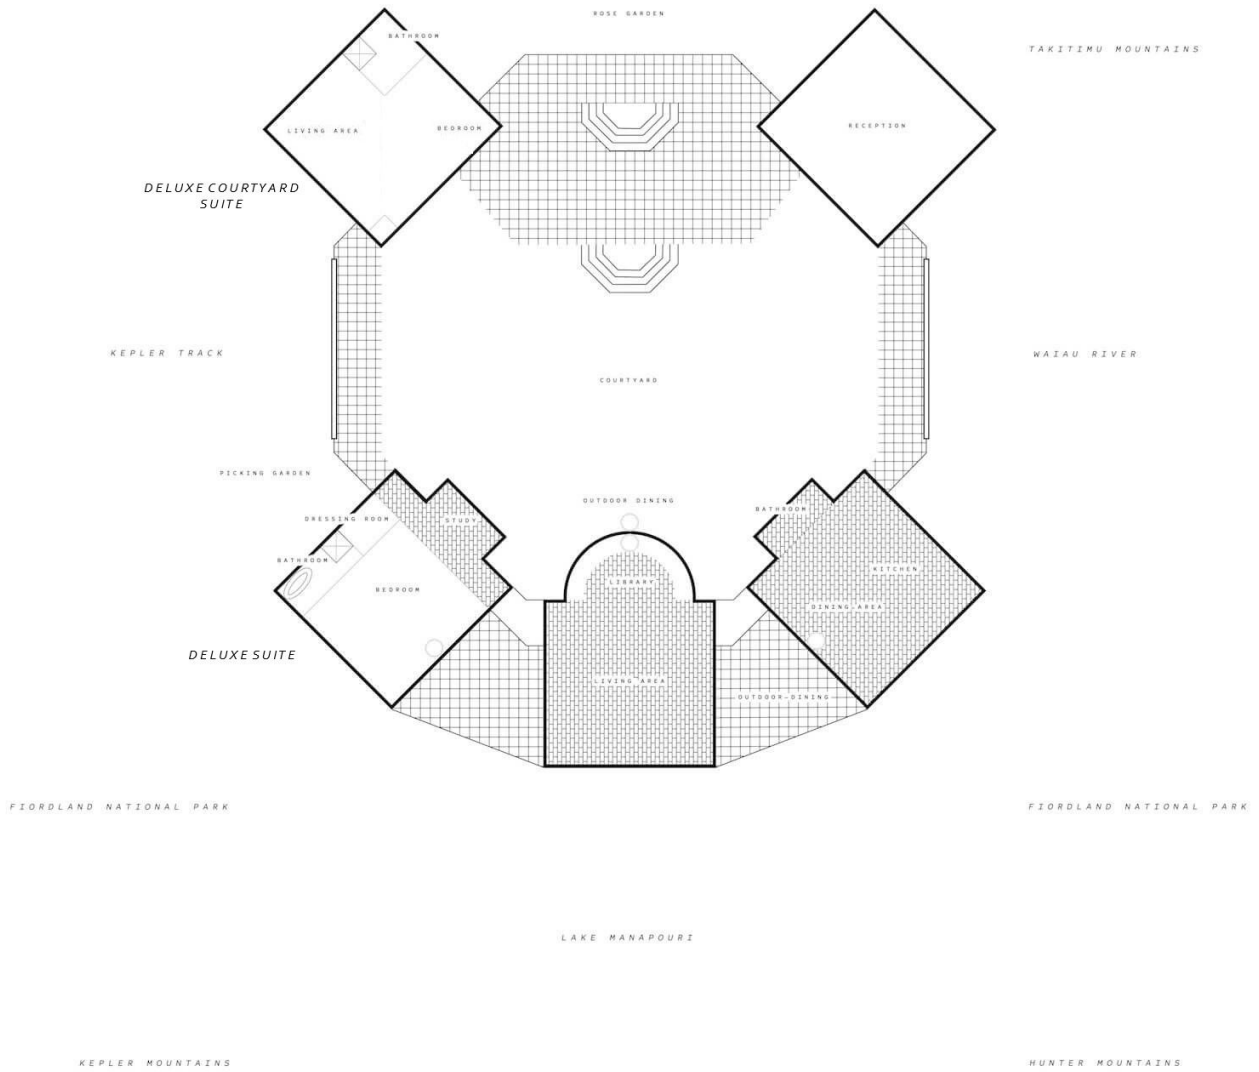 ROSE GARDEN
BATHROOM
TAKITIMU MOUNTAINS
LIVING AREA
BEDROOM
RECEPTION
DELUXE COURTYARD
SUITE
KEPLER TRACK
WAIAU RIVER
COURTYARD
PICKING GARDEN
OUTDOOR DINING
BATHROOM
DRESSING ROOM
STUDY
BATHROOM
KITCHEN
LIBRARY
BEDROOM
DINING AREA
DELUXE SUITE
LIVING AREA
OUTDOOR DINING
FIORDLAND NATIONAL PARK
FIORDLAND NATIONAL PARK
LAKE MANAPOURI
KEPLER MOUNTAINS
HUNTER MOUNTAINS